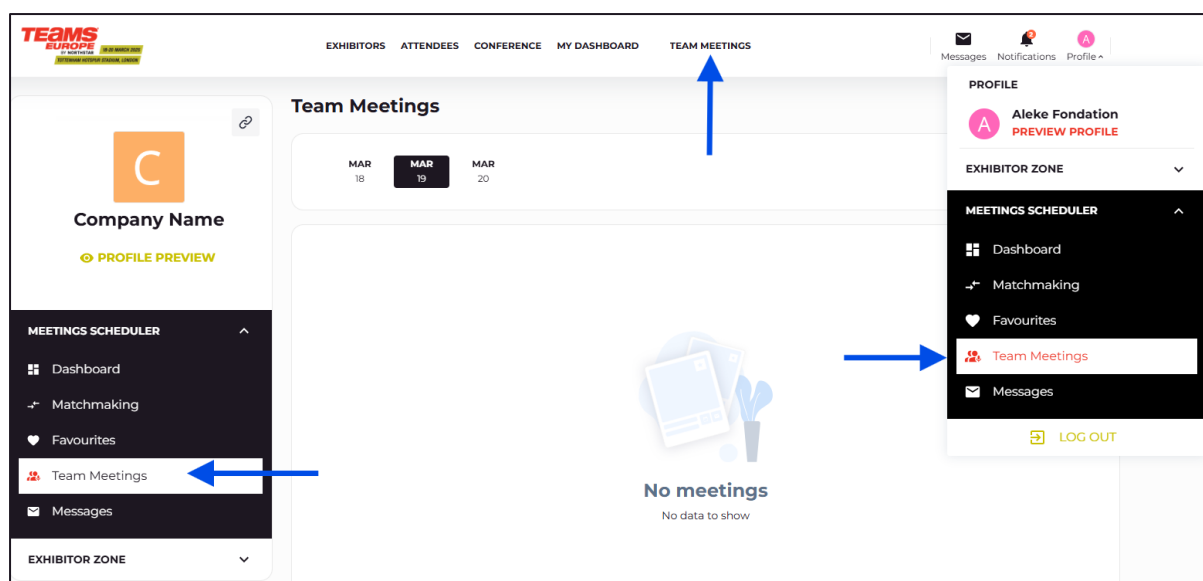 TEAMS
EUROPE
BY NORTHSTAR
18-20 MARCH 2025
TOTTENHAM HOTSPUR STADIUM, LONDON
EXHIBITORS ATTENDEES CONFERENCE MY DASHBOARD TEAM MEETINGS
2 A
Messages Notifications Profile
C
Company Name
PROFILE PREVIEW
MEETINGS SCHEDULER
Dashboard
Matchmaking
Favourites
Team Meetings
Messages
EXHIBITOR ZONE
Team Meetings
MAR MAR MAR
18 19 20
No meetings
No data to show
PROFILE
A
Aleke Fondation
PREVIEW PROFILE
EXHIBITOR ZONE
MEETINGS SCHEDULER
Dashboard
Matchmaking
Favourites
Team Meetings
Messages
LOG OUT